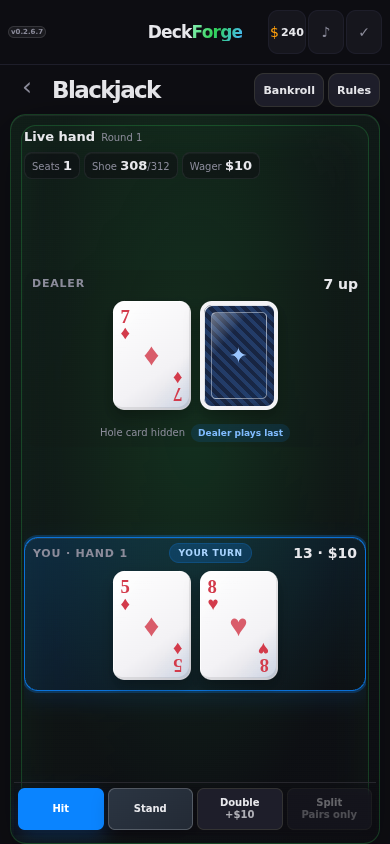 v0.2.6.7
DeckForge
$ 240
♪
✓
Blackjack
Bankroll
Rules
Live hand Round 1
Seats 1
Shoe 308/312
Wager $10
DEALER
7 up
7
7
Hole card hidden
Dealer plays last
YOU · HAND 1
YOUR TURN
13 · $10
5
5
8
8
Hit
Stand
Double
+$10
Split
Pairs only